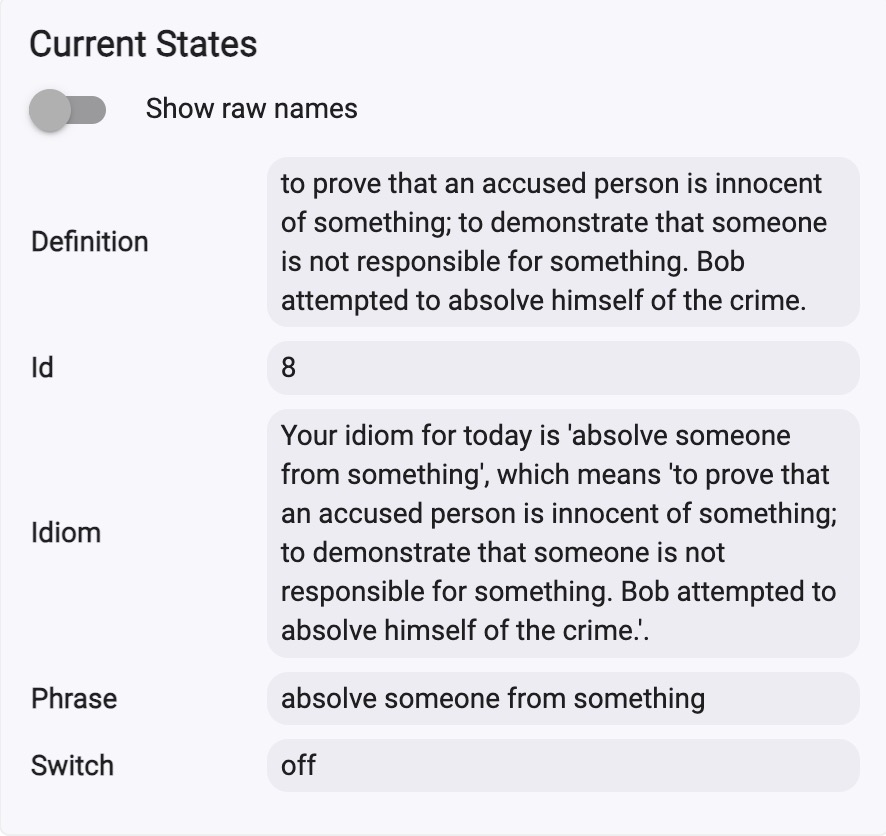 Current States
Show raw names
Definition
to prove that an accused person is innocent
of something; to demonstrate that someone
is not responsible for something. Bob
attempted to absolve himself of the crime.
Id
8
Idiom
Your idiom for today is 'absolve someone
from something', which means 'to prove that
an accused person is innocent of something;
to demonstrate that someone is not
responsible for something. Bob attempted to
absolve himself of the crime.'.
Phrase
absolve someone from something
Switch
off